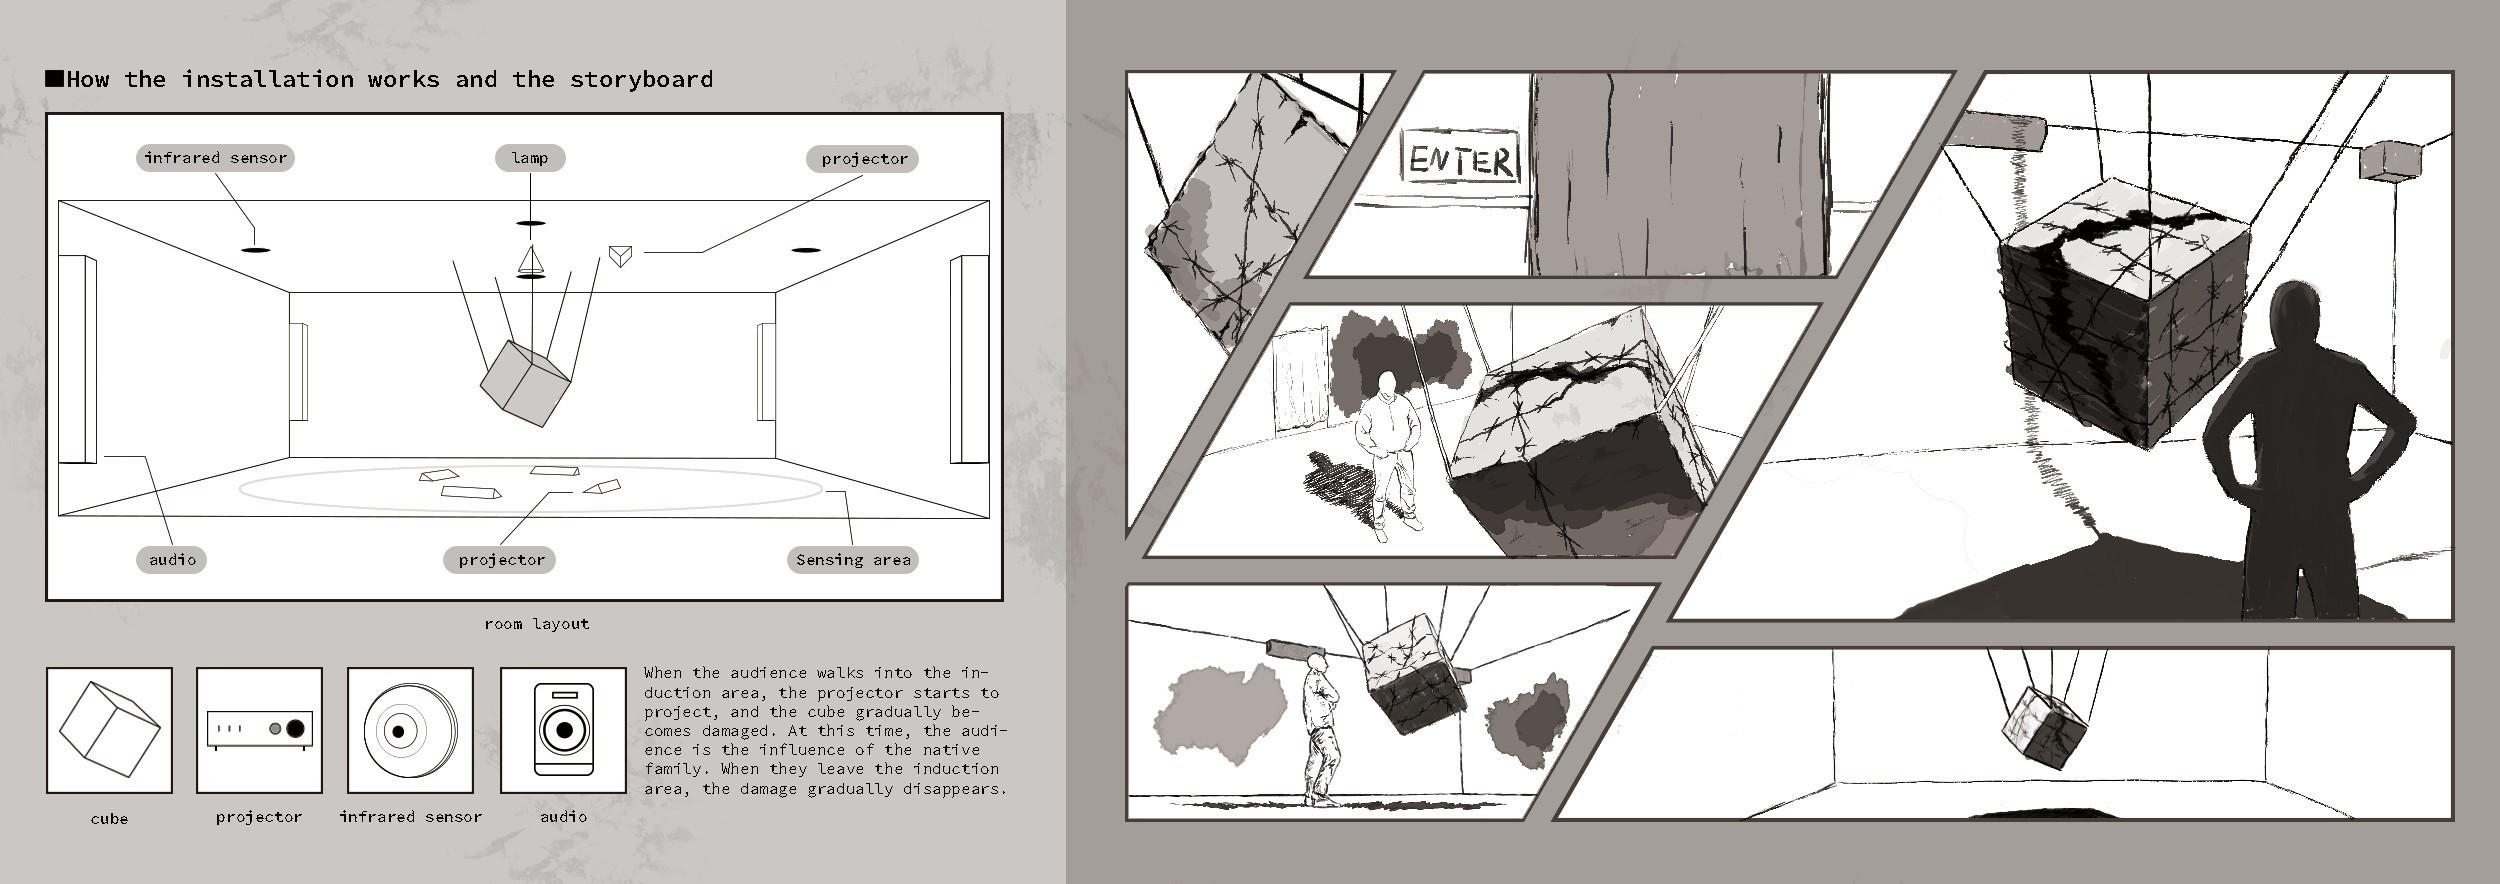 ■How the installation works and the storyboard
infrared sensor
lamp
projector
audio
projector
Sensing area
room layout
cube
projector
infrared sensor
audio
When the audience walks into the in-
duction area, the projector starts to
project, and the cube gradually be-
comes damaged. At this time, the audi-
ence is the influence of the native
family. When they leave the induction
area, the damage gradually disappears.
ENTER